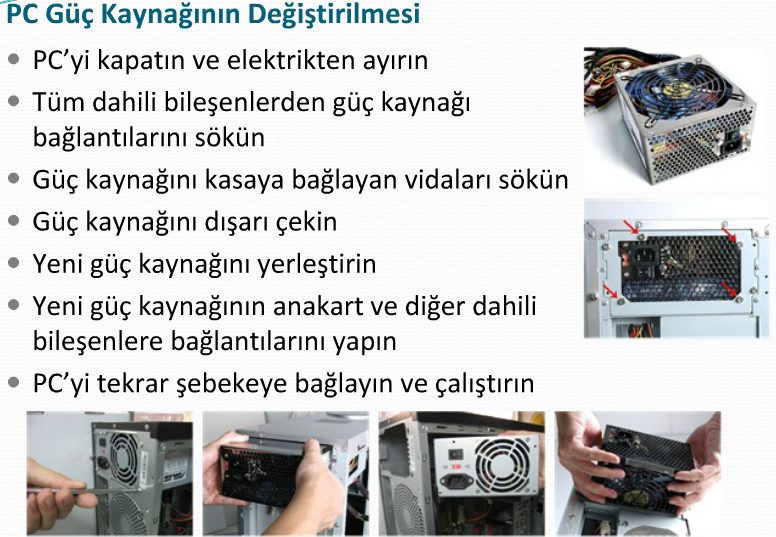 PC Güç Kaynağının Değiştirilmesi
PC’yi kapatın ve elektrikten ayırın
Tüm dahili bileşenlerden güç kaynağı
bağlantılarını sökün
Güç kaynağını kasaya bağlayan vidaları sökün
Güç kaynağını dışarı çekin
Yeni güç kaynağını yerleştirin
Yeni güç kaynağının anakart ve diğer dahili
bileşenlere bağlantılarını yapın
PC’yi tekrar şebekeye bağlayın ve çalıştırın
ASUS